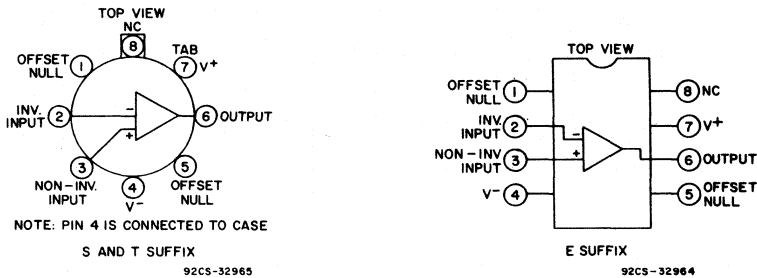 TOP VIEW
NC
8
TAB
OFFSET
NULL
1
7
V+
INV.
INPUT
2
-
+
6
OUTPUT
3
NON-INV.
INPUT
4
V-
5
OFFSET
NULL
NOTE: PIN 4 IS CONNECTED TO CASE
S AND T SUFFIX
92CS-32965
TOP VIEW
OFFSET
NULL
1
8
NC
INV.
INPUT
2
-
7
V+
NON-INV
INPUT
3
+
6
OUTPUT
V-
4
5
OFFSET
NULL
E SUFFIX
92CS-32964